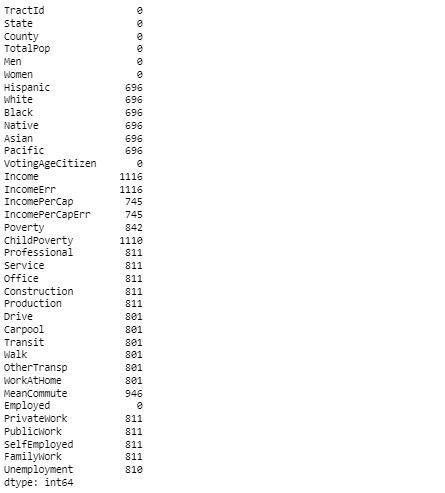 TractId 0
State 0
County 0
TotalPop 0
Men 0
Women 0
Hispanic 696
White 696
Black 696
Native 696
Asian 696
Pacific 696
VotingAgeCitizen 0
Income 1116
IncomeErr 1116
IncomePerCap 745
IncomePerCapErr 745
Poverty 842
ChildPoverty 1110
Professional 811
Service 811
Office 811
Construction 811
Production 811
Drive 801
Carpool 801
Transit 801
Walk 801
OtherTransp 801
WorkAtHome 801
MeanCommute 946
Employed 0
PrivateWork 811
PublicWork 811
SelfEmployed 811
FamilyWork 811
Unemployment 810
dtype: int64